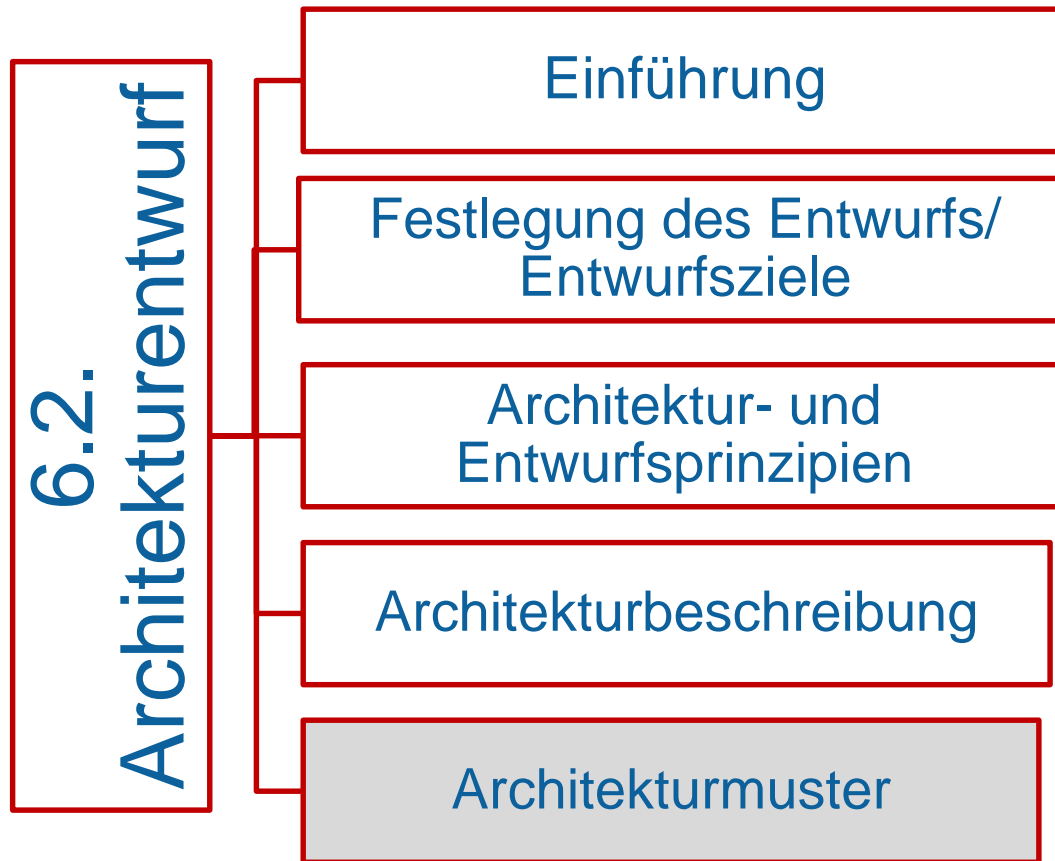 6.2.
Architekturentwurf
Einführung
Festlegung des Entwurfs/
Entwurfsziele
Architektur- und
Entwurfsprinzipien
Architekturbeschreibung
Architekturmuster